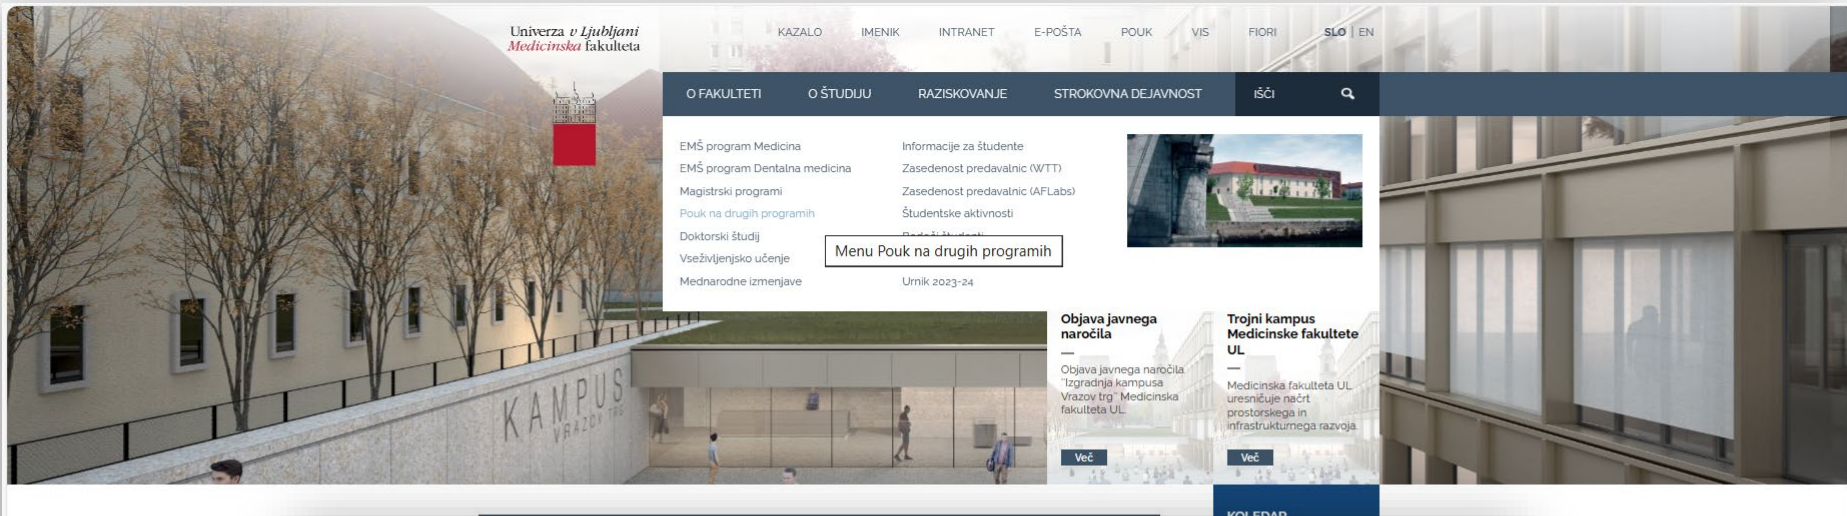 Univerza v Ljubljani
Medicinska fakulteta
KAZALO
IMENIK
INTRANET
E-POŠTA
POUK
VIS
FIORI
SLO | EN
O FAKULTETI
O ŠTUDIJU
RAZISKOVANJE
STROKOVNA DEJAVNOST
IŠČI
EMŠ program Medicina
EMŠ program Dentalna medicina
Magistrski programi
Pouk na drugih programih
Doktorski študij
Vseživljenjsko učenje
Mednarodne izmenjave
Informacije za študente
Zasedenost predavalnic (WTT)
Zasedenost predavalnic (AFLabs)
Študentske aktivnosti
Menu Pouk na drugih programih
Urnik 2023-24
Objava javnega
naročila
Objava javnega naročila
"Izgradnja kampusa
Vrazov trg" Medicinska
fakulteta UL.
Več
Trojni kampus
Medicinske fakultete
UL
Medicinska fakulteta UL
uresničuje načrt
prostorskega in
infrastrukturnega razvoja.
Več
KAMPUS
VRAZOV TRG
KOLEDAR